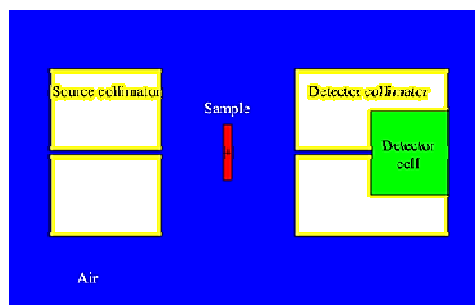 Source collimator
Detector collimator
Sample
Detector
cell
Air